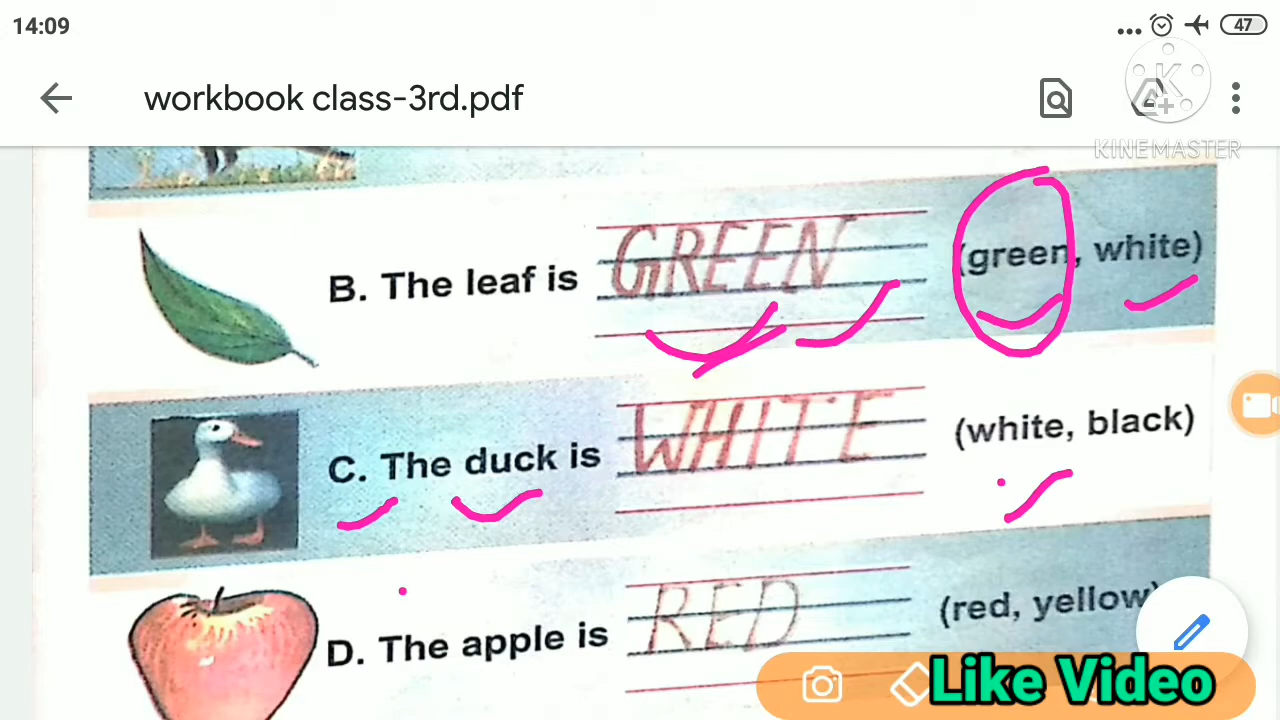 14:09
47
workbook class-3rd.pdf
KINEMASTER
B. The leaf is GREEN (green, white)
C. The duck is WHITE (white, black)
D. The apple is RED (red, yellow)
Like Video